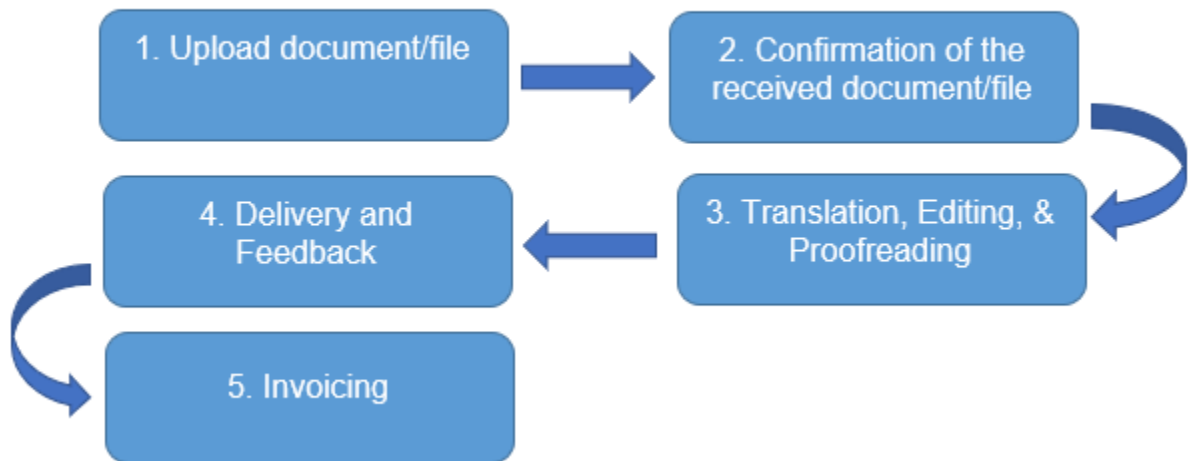 1. Upload document/file
2. Confirmation of the
received document/file
3. Translation, Editing, &
Proofreading
4. Delivery and
Feedback
5. Invoicing